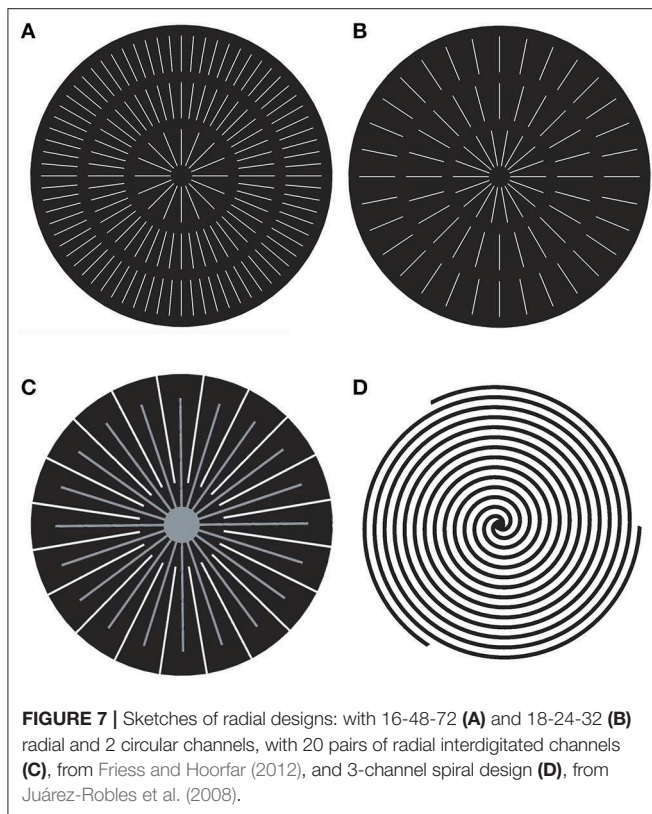 A
B
C
D
FIGURE 7 | Sketches of radial designs: with 16-48-72 (A) and 18-24-32 (B)
radial and 2 circular channels, with 20 pairs of radial interdigitated channels
(C), from Friess and Hoorfar (2012), and 3-channel spiral design (D), from
Juárez-Robles et al. (2008).